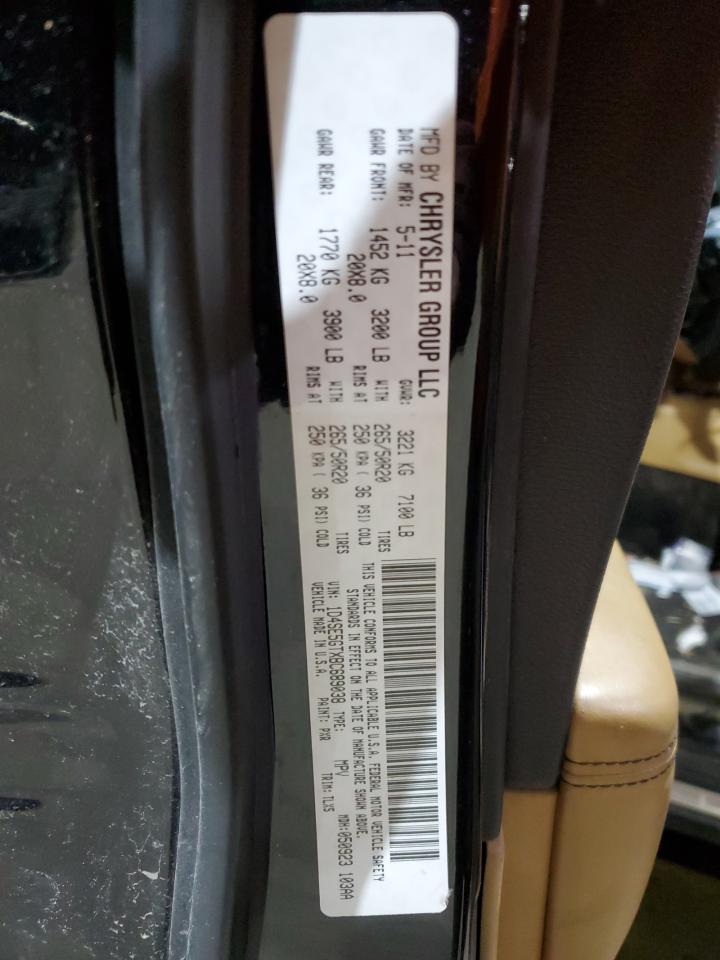 MFD BY CHRYSLER GROUP LLC
DATE OF MFR: 5-11 GVWR: 3221 KG 7100 LB
GAWR FRONT: 1452 KG 3200 LB WITH 265/50R20 TIRES
20X8.0 RIMS AT 250 KPA ( 36 PSI) COLD
GAWR REAR: 1770 KG 3900 LB WITH 265/50R20 TIRES
20X8.0 RIMS AT 250 KPA ( 36 PSI) COLD
THIS VEHICLE CONFORMS TO ALL APPLICABLE U.S.A. FEDERAL MOTOR VEHICLE SAFETY
STANDARDS IN EFFECT ON THE DATE OF MANUFACTURE SHOWN ABOVE.
VIN: 1D4SE5GTXBC689038 TYPE: MPV MDH:050923 103AA
VEHICLE MADE IN U.S.A. PAINT: PXR TRIM:TLXS